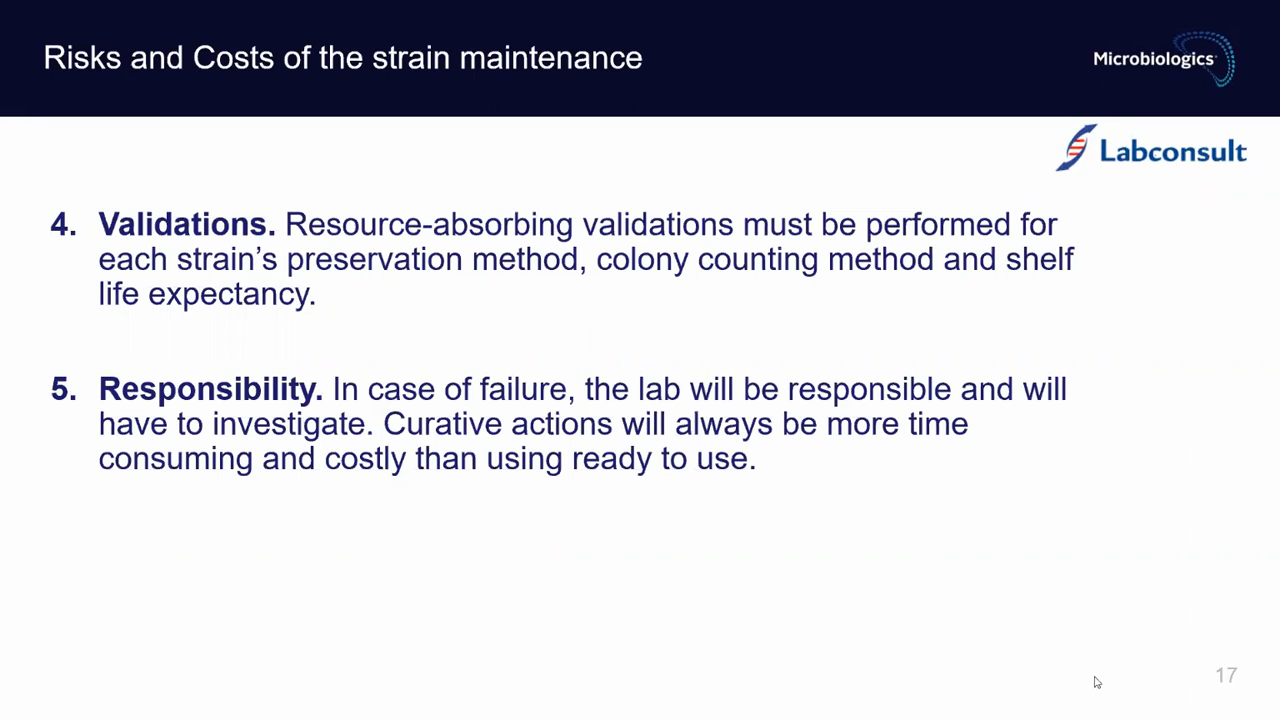 Risks and Costs of the strain maintenance
Microbiologics
Labconsult
4. Validations. Resource-absorbing validations must be performed for
each strain’s preservation method, colony counting method and shelf
life expectancy.
5. Responsibility. In case of failure, the lab will be responsible and will
have to investigate. Curative actions will always be more time
consuming and costly than using ready to use.
17